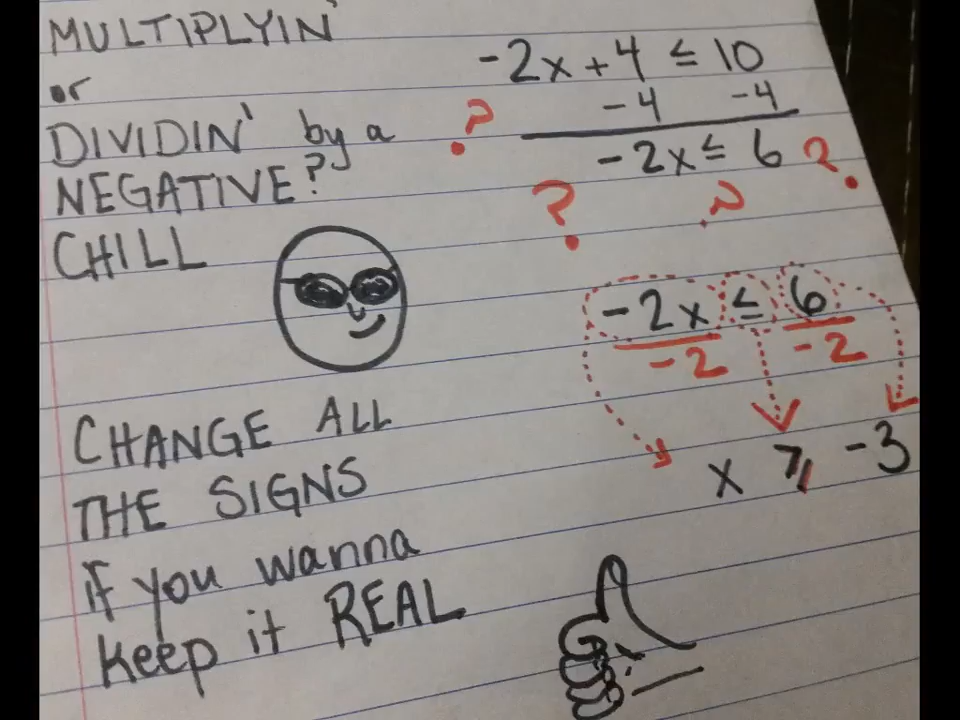 MULTIPLYIN'
or
DIVIDIN' by a
NEGATIVE?
CHILL
CHANGE ALL
THE SIGNS
if you wanna
keep it REAL
-2x + 4 ≤ 10
-4 -4
? -2x ≤ 6 ?
? ?
-2x ≤ 6
-2 -2
x ≥ -3